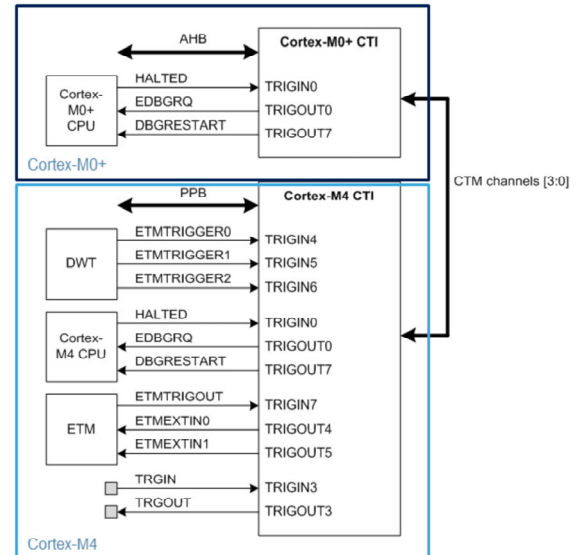 AHB
Cortex-M0+ CTI
HALTED
TRIGIN0
Cortex-
M0+
CPU
EDBGRQ
TRIGOUT0
DBGRESTART
TRIGOUT7
Cortex-M0+
CTM channels [3:0]
PPB
Cortex-M4 CTI
ETMTRIGGER0
TRIGIN4
DWT
ETMTRIGGER1
TRIGIN5
ETMTRIGGER2
TRIGIN6
HALTED
TRIGIN0
Cortex-
M4 CPU
EDBGRQ
TRIGOUT0
DBGRESTART
TRIGOUT7
ETMTRIGOUT
TRIGIN7
ETM
ETMEXTIN0
TRIGOUT4
ETMEXTIN1
TRIGOUT5
TRGIN
TRIGIN3
TRGOUT
TRIGOUT3
Cortex-M4